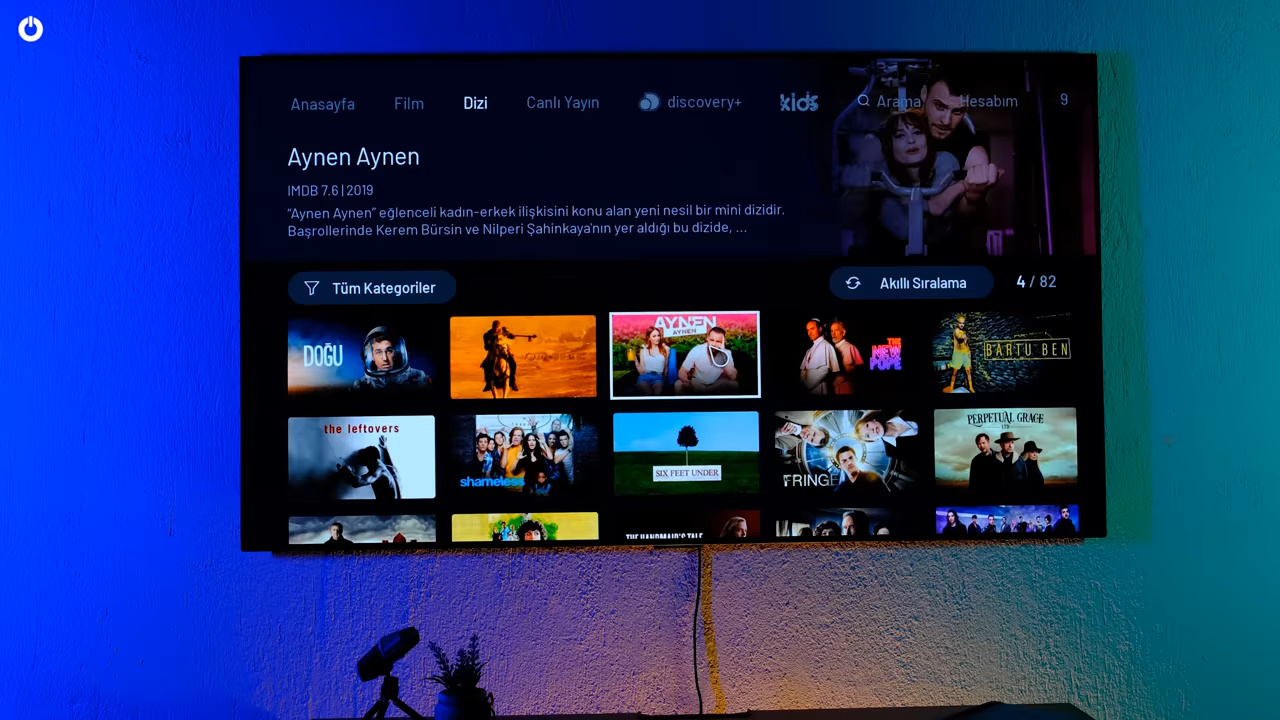 Anasayfa Film Dizi Canlı Yayın discovery+ kids Arama Hesabım 9
Aynen Aynen
IMDB 7.6 | 2019
“Aynen Aynen” eğlenceli kadın-erkek ilişkisini konu alan yeni nesil bir mini dizidir.
Başrollerinde Kerem Bürsin ve Nilperi Şahinkaya'nın yer aldığı bu dizide, ...
Tüm Kategoriler
Akıllı Sıralama
4 / 82
DOĞU
AYNEN
AYNEN
THE
NEW
POPE
BARTU BEN
the leftovers
shameless
SIX FEET UNDER
FRINGE
PERPETUAL GRACE
LTD
THE HANDMAID'S TALE